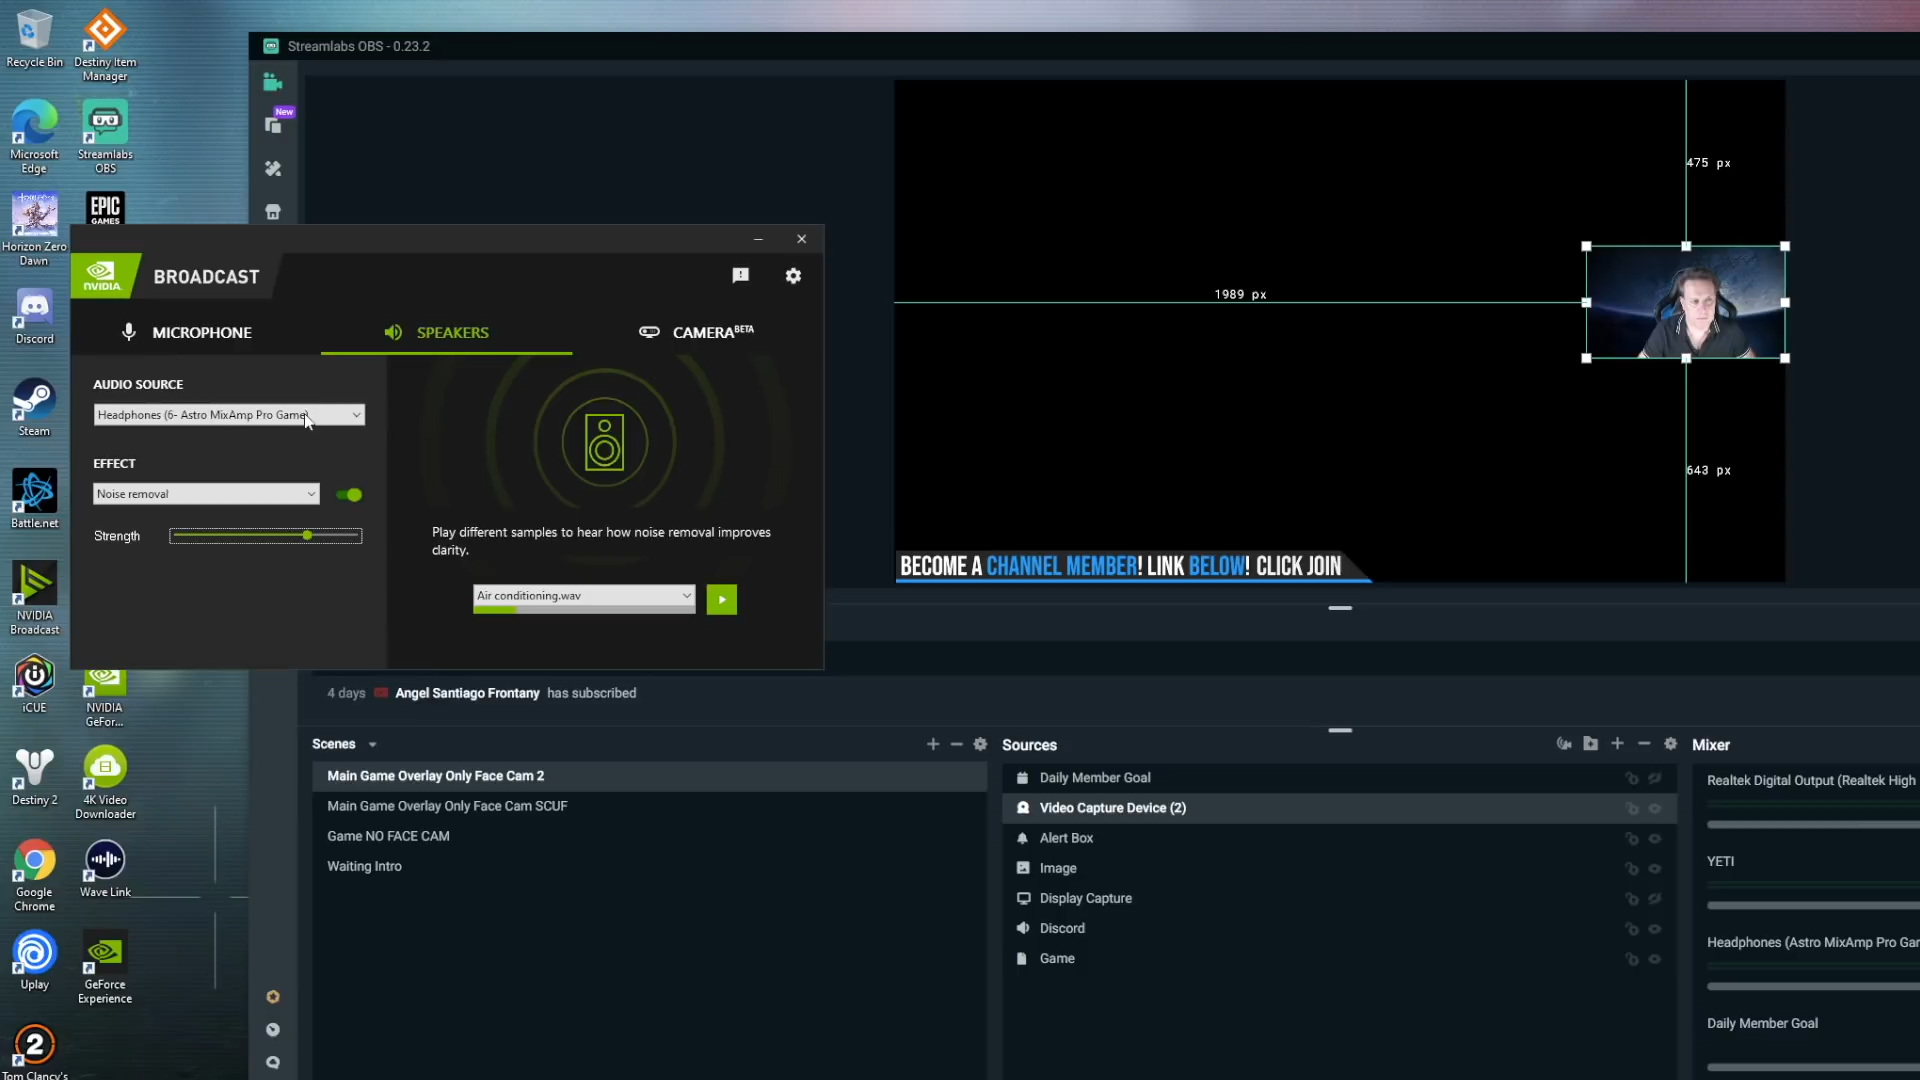 Recycle Bin
Destiny Item
Manager
Microsoft
Edge
Streamlabs
OBS
Horizon Zero
Dawn
EPIC
GAMES
Discord
Steam
Battle.net
NVIDIA
Broadcast
iCUE
NVIDIA
GeFor...
Destiny 2
4K Video
Downloader
Google
Chrome
Wave Link
Uplay
GeForce
Experience
2
Tom Clancy's
Streamlabs OBS - 0.23.2
New
NVIDIA.
BROADCAST
MICROPHONE
SPEAKERS
CAMERA BETA
AUDIO SOURCE
Headphones (6- Astro MixAmp Pro Game)
EFFECT
Noise removal
Strength
Play different samples to hear how noise removal improves
clarity.
Air conditioning.wav
475 px
1989 px
643 px
BECOME A CHANNEL MEMBER! LINK BELOW! CLICK JOIN
4 days Angel Santiago Frontany has subscribed
Scenes
Main Game Overlay Only Face Cam 2
Main Game Overlay Only Face Cam SCUF
Game NO FACE CAM
Waiting Intro
Sources
Daily Member Goal
Video Capture Device (2)
Alert Box
Image
Display Capture
Discord
Game
Mixer
Realtek Digital Output (Realtek High
YETI
Headphones (Astro MixAmp Pro Gar
Daily Member Goal